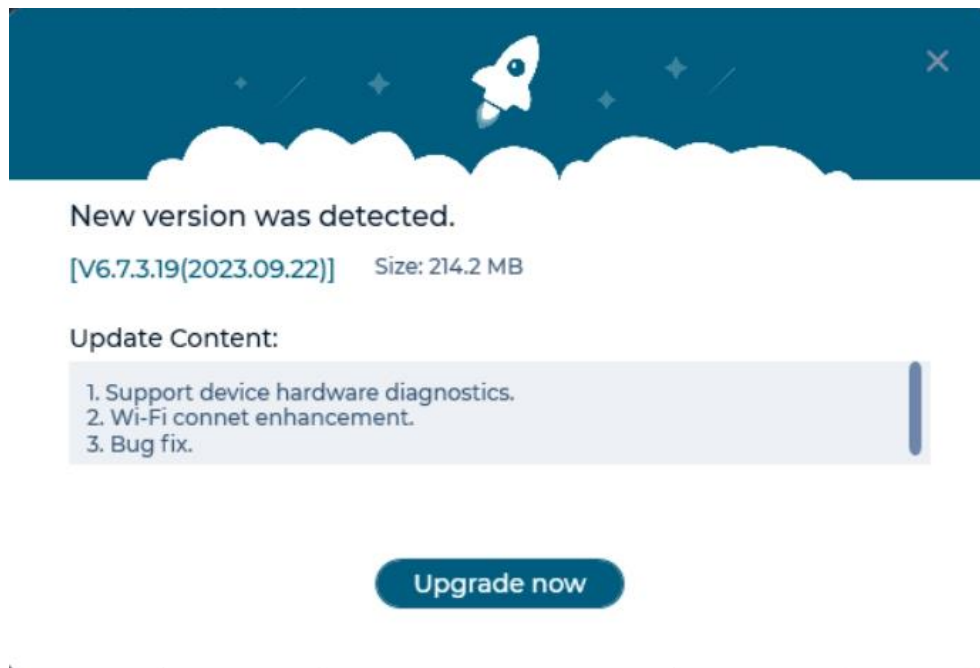 New version was detected.
[V6.7.3.19(2023.09.22)] Size: 214.2 MB
Update Content:
1. Support device hardware diagnostics.
2. Wi-Fi connet enhancement.
3. Bug fix.
Upgrade now